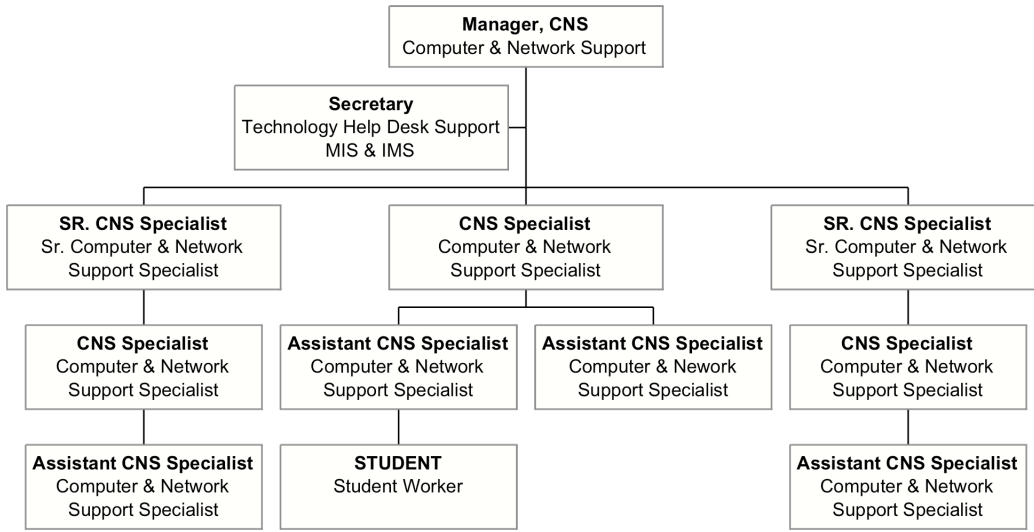 Manager, CNS
Computer & Network Support
Secretary
Technology Help Desk Support
MIS & IMS
SR. CNS Specialist
Sr. Computer & Network
Support Specialist
CNS Specialist
Computer & Network
Support Specialist
SR. CNS Specialist
Sr. Computer & Network
Support Specialist
CNS Specialist
Computer & Network
Support Specialist
Assistant CNS Specialist
Computer & Network
Support Specialist
Assistant CNS Specialist
Computer & Nework
Support Specialist
CNS Specialist
Computer & Network
Support Specialist
Assistant CNS Specialist
Computer & Network
Support Specialist
STUDENT
Student Worker
Assistant CNS Specialist
Computer & Network
Support Specialist